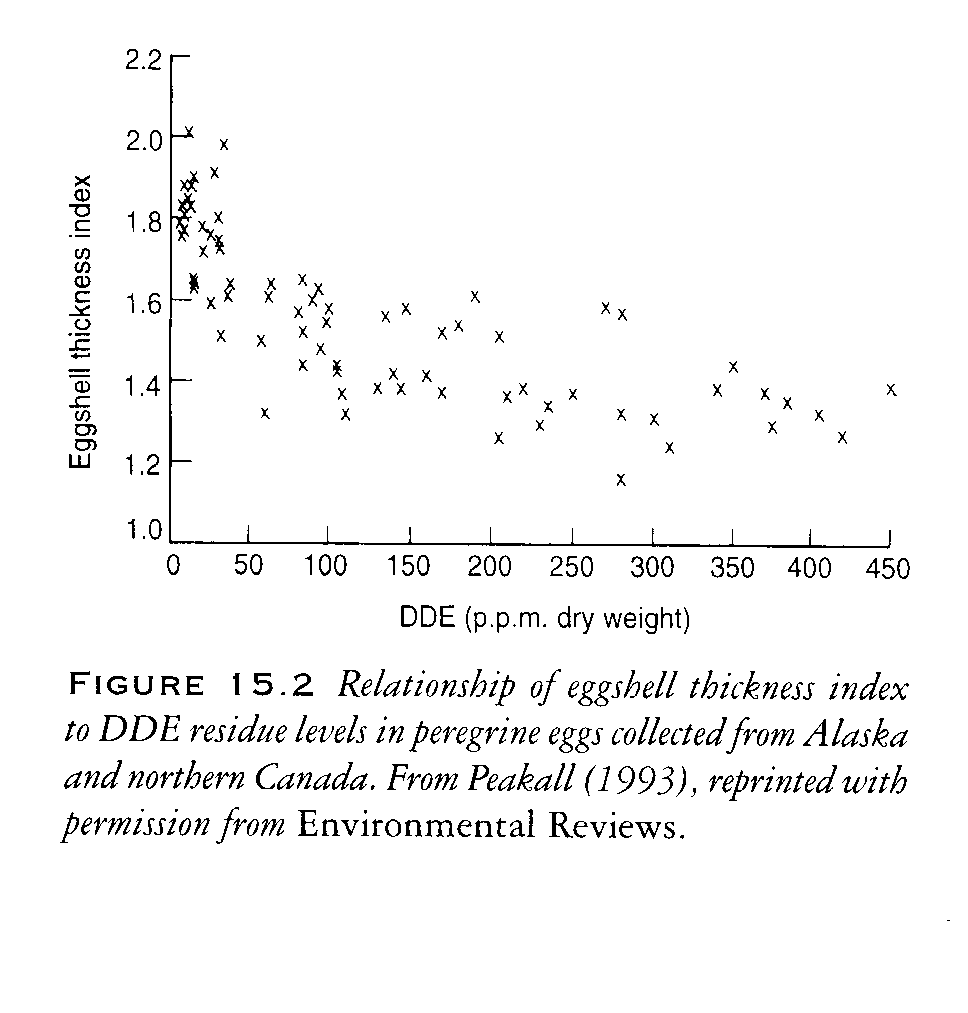 2.2
2.0
1.8
1.6
1.4
1.2
1.0
Eggshell thickness index
0 50 100 150 200 250 300 350 400 450
DDE (p.p.m. dry weight)
FIGURE 15.2 Relationship of eggshell thickness index
to DDE residue levels in peregrine eggs collected from Alaska
and northern Canada. From Peakall (1993), reprinted with
permission from Environmental Reviews.